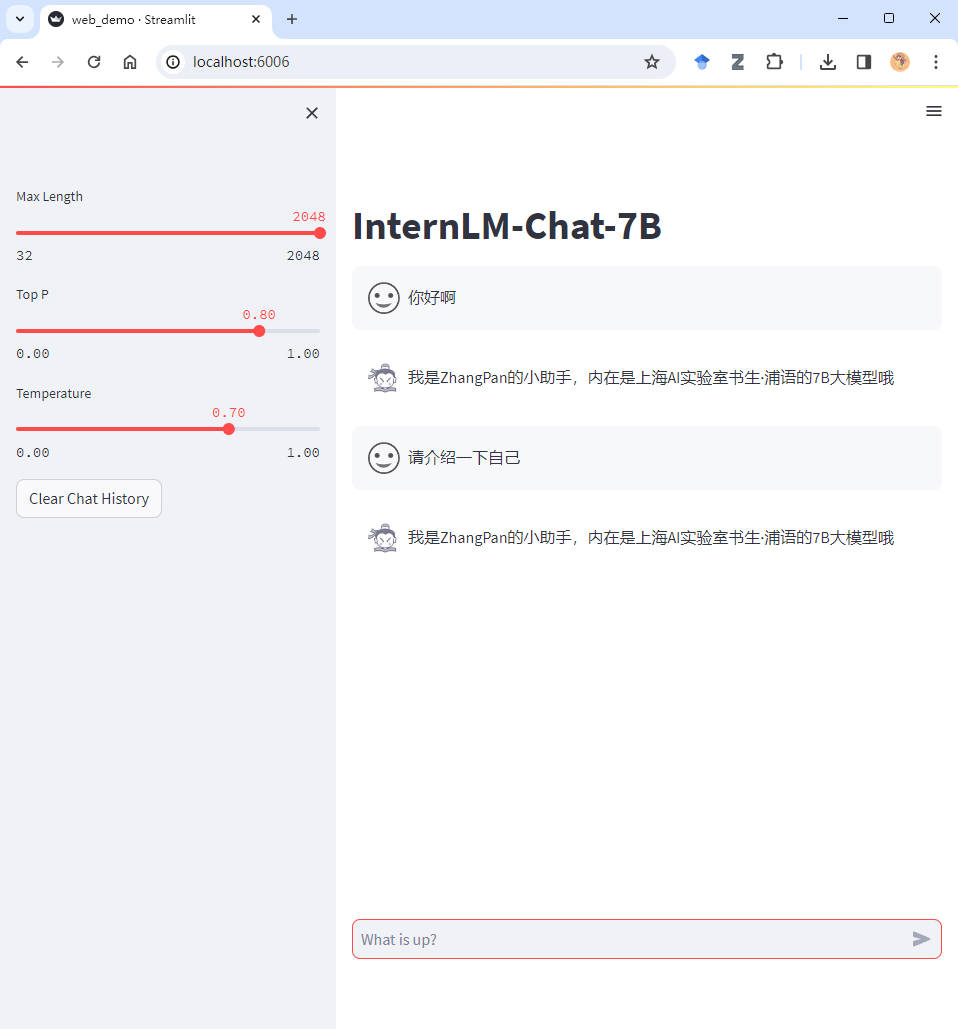 web_demo · Streamlit
localhost:6006
Max Length
2048
32 2048
Top P
0.80
0.00 1.00
Temperature
0.70
0.00 1.00
Clear Chat History
InternLM-Chat-7B
你好啊
我是ZhangPan的小助手，内在是上海AI实验室书生·浦语的7B大模型哦
请介绍一下自己
我是ZhangPan的小助手，内在是上海AI实验室书生·浦语的7B大模型哦
What is up?